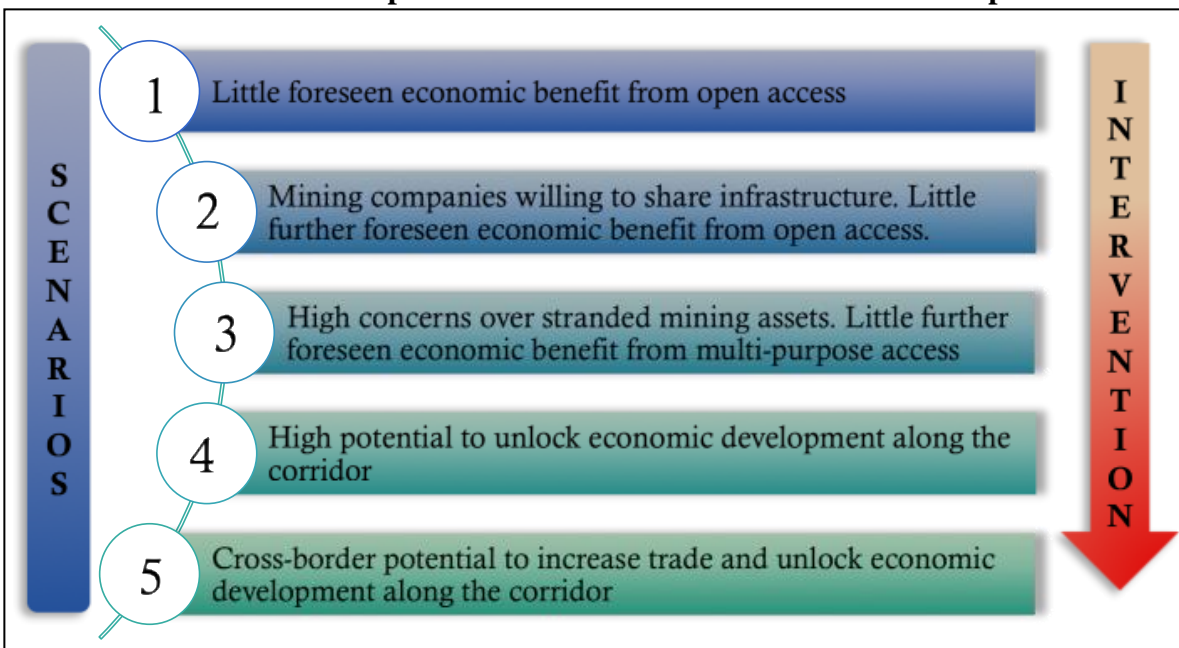 SCENARIOS
1
Little foreseen economic benefit from open access
2
Mining companies willing to share infrastructure. Little
further foreseen economic benefit from open access.
3
High concerns over stranded mining assets. Little further
foreseen economic benefit from multi-purpose access
4
High potential to unlock economic development along the
corridor
5
Cross-border potential to increase trade and unlock economic
development along the corridor
INTERVENTION